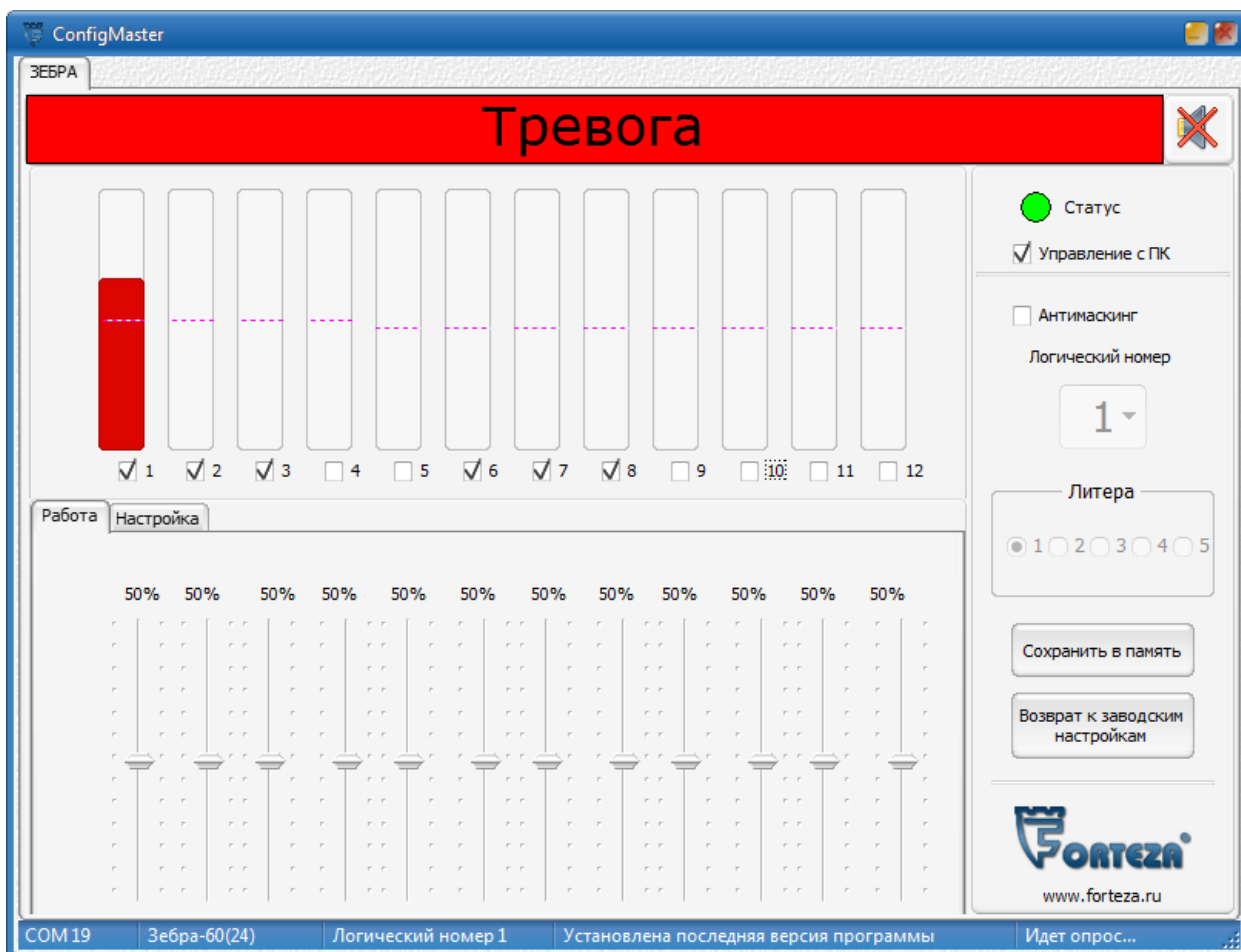 ConfigMaster
ЗЕБРА
Тревога
Статус
Управление с ПК
Антимаскинг
Логический номер
1
1 2 3 4 5 6 7 8 9 10 11 12
Литера
1 2 3 4 5
Работа Настройка
50% 50% 50% 50% 50% 50% 50% 50% 50% 50% 50% 50%
Сохранить в память
Возврат к заводским
настройкам
FORTEZA
www.forteza.ru
COM 19 Зебра-60(24) Логический номер 1 Установлена последняя версия программы Идет опрос...